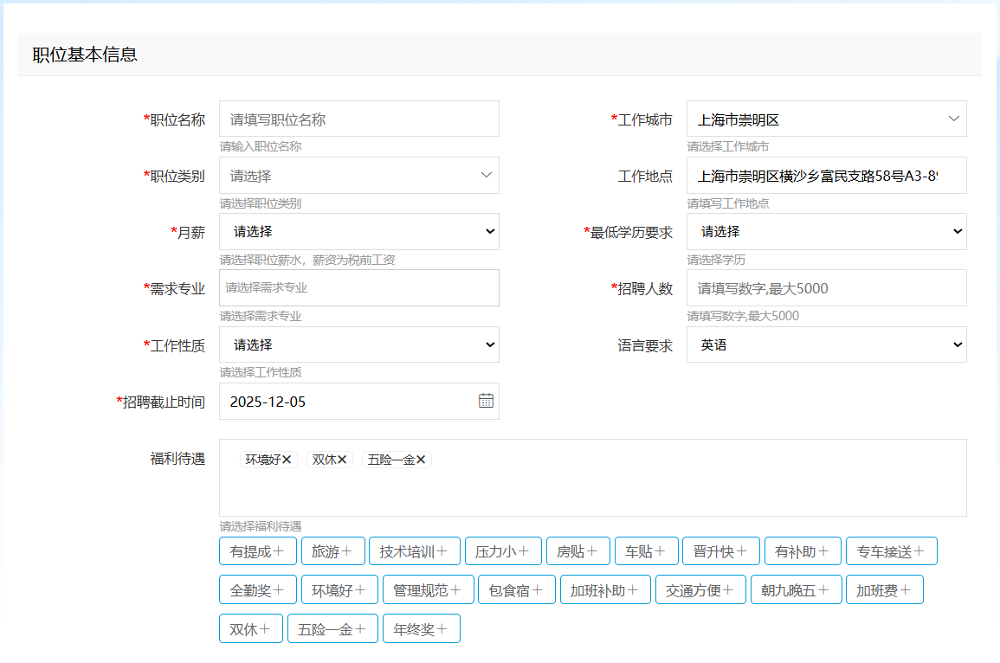 职位基本信息
*职位名称 请填写职位名称 *工作城市 上海市崇明区
请输入职位名称 请选择工作城市
*职位类别 请选择 工作地点 上海市崇明区横沙乡富民支路58号A3-8
请选择职位类别 请填写工作地点
*月薪 请选择 *最低学历要求 请选择
请选择职位薪水，薪资为税前工资 请选择学历
*需求专业 请选择需求专业 *招聘人数 请填写数字,最大5000
请选择需求专业 请填写数字,最大5000
*工作性质 请选择 语言要求 英语
请选择工作性质
*招聘截止时间 2025-12-05
福利待遇 环境好✕ 双休✕ 五险一金✕
请选择福利待遇
有提成+ 旅游+ 技术培训+ 压力小+ 房贴+ 车贴+ 晋升快+ 有补助+ 专车接送+
全勤奖+ 环境好+ 管理规范+ 包食宿+ 加班补助+ 交通方便+ 朝九晚五+ 加班费+
双休+ 五险一金+ 年终奖+